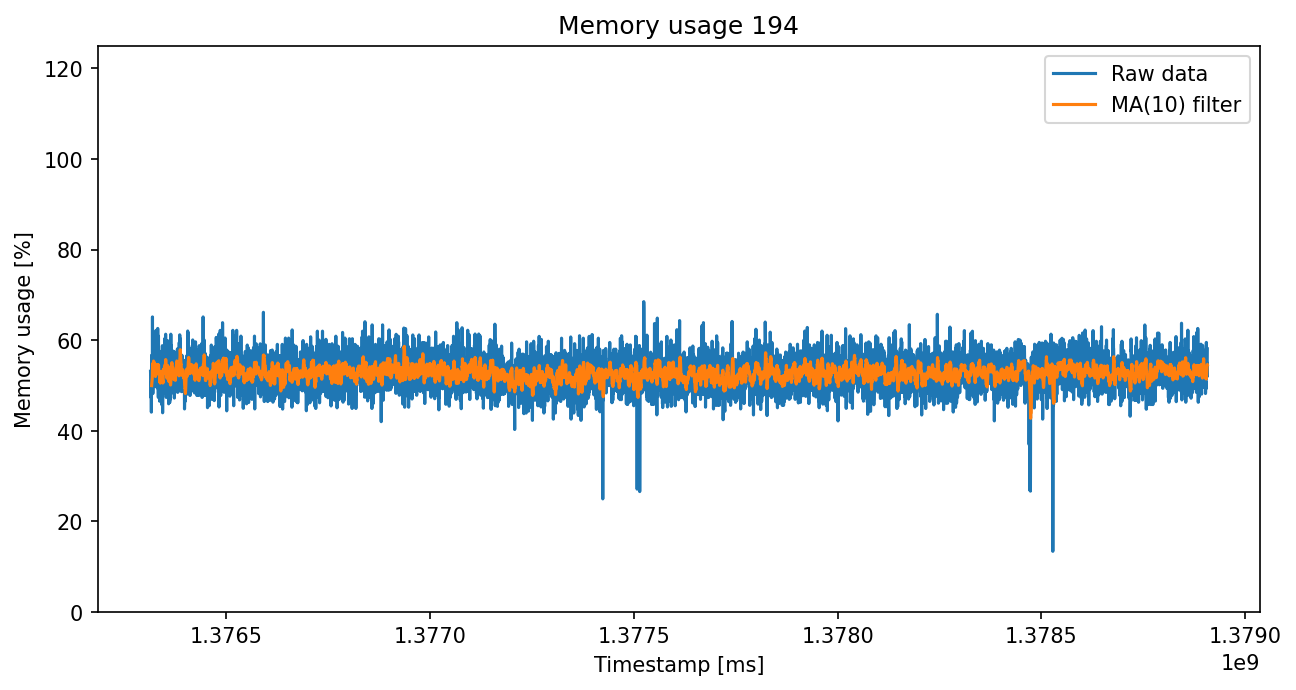 Memory usage 194
Raw data
MA(10) filter
Memory usage [%]
120
100
80
60
40
20
0
1.3765 1.3770 1.3775 1.3780 1.3785 1.3790
1e9
Timestamp [ms]